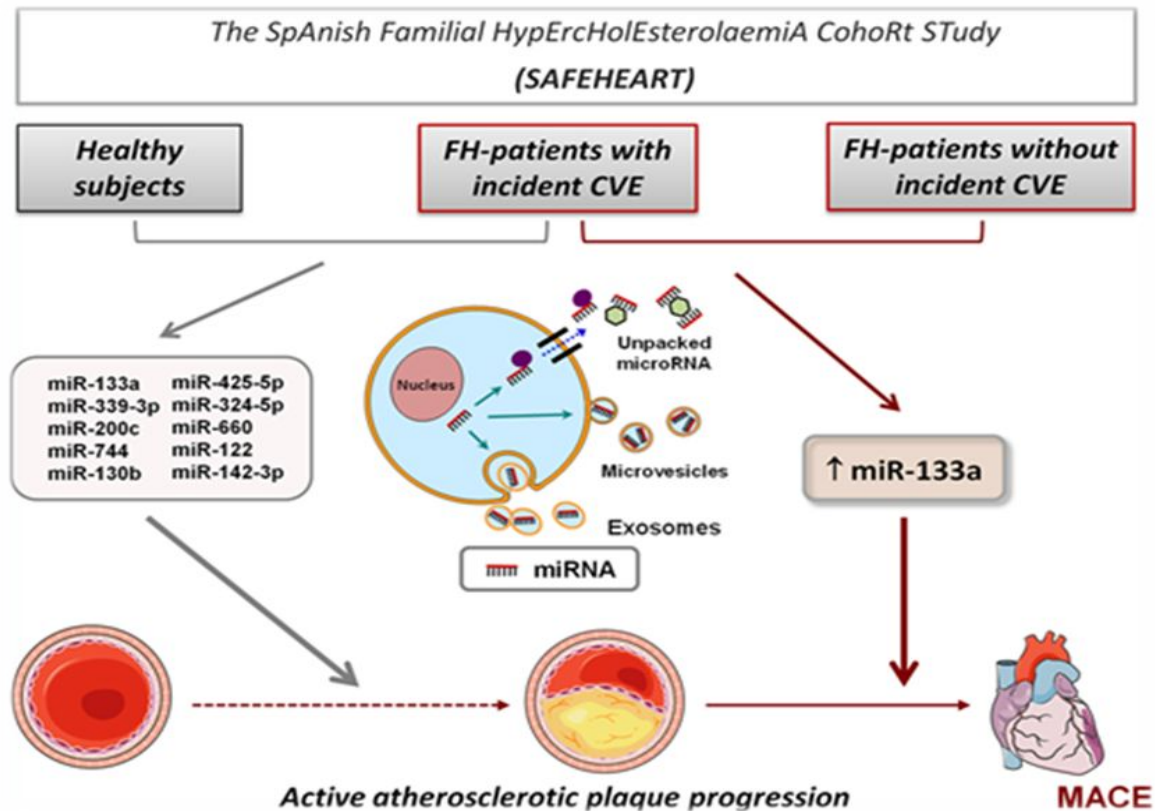 The SpAnish Familial HypErcHolEsterolaemiA CohoRt STudy
(SAFEHEART)
Healthy
subjects
FH-patients with
incident CVE
FH-patients without
incident CVE
miR-133a
miR-339-3p
miR-200c
miR-744
miR-130b
miR-425-5p
miR-324-5p
miR-660
miR-122
miR-142-3p
Nucleus
Unpacked
microRNA
Microvesicles
Exosomes
miRNA
↑ miR-133a
Active atherosclerotic plaque progression
MACE